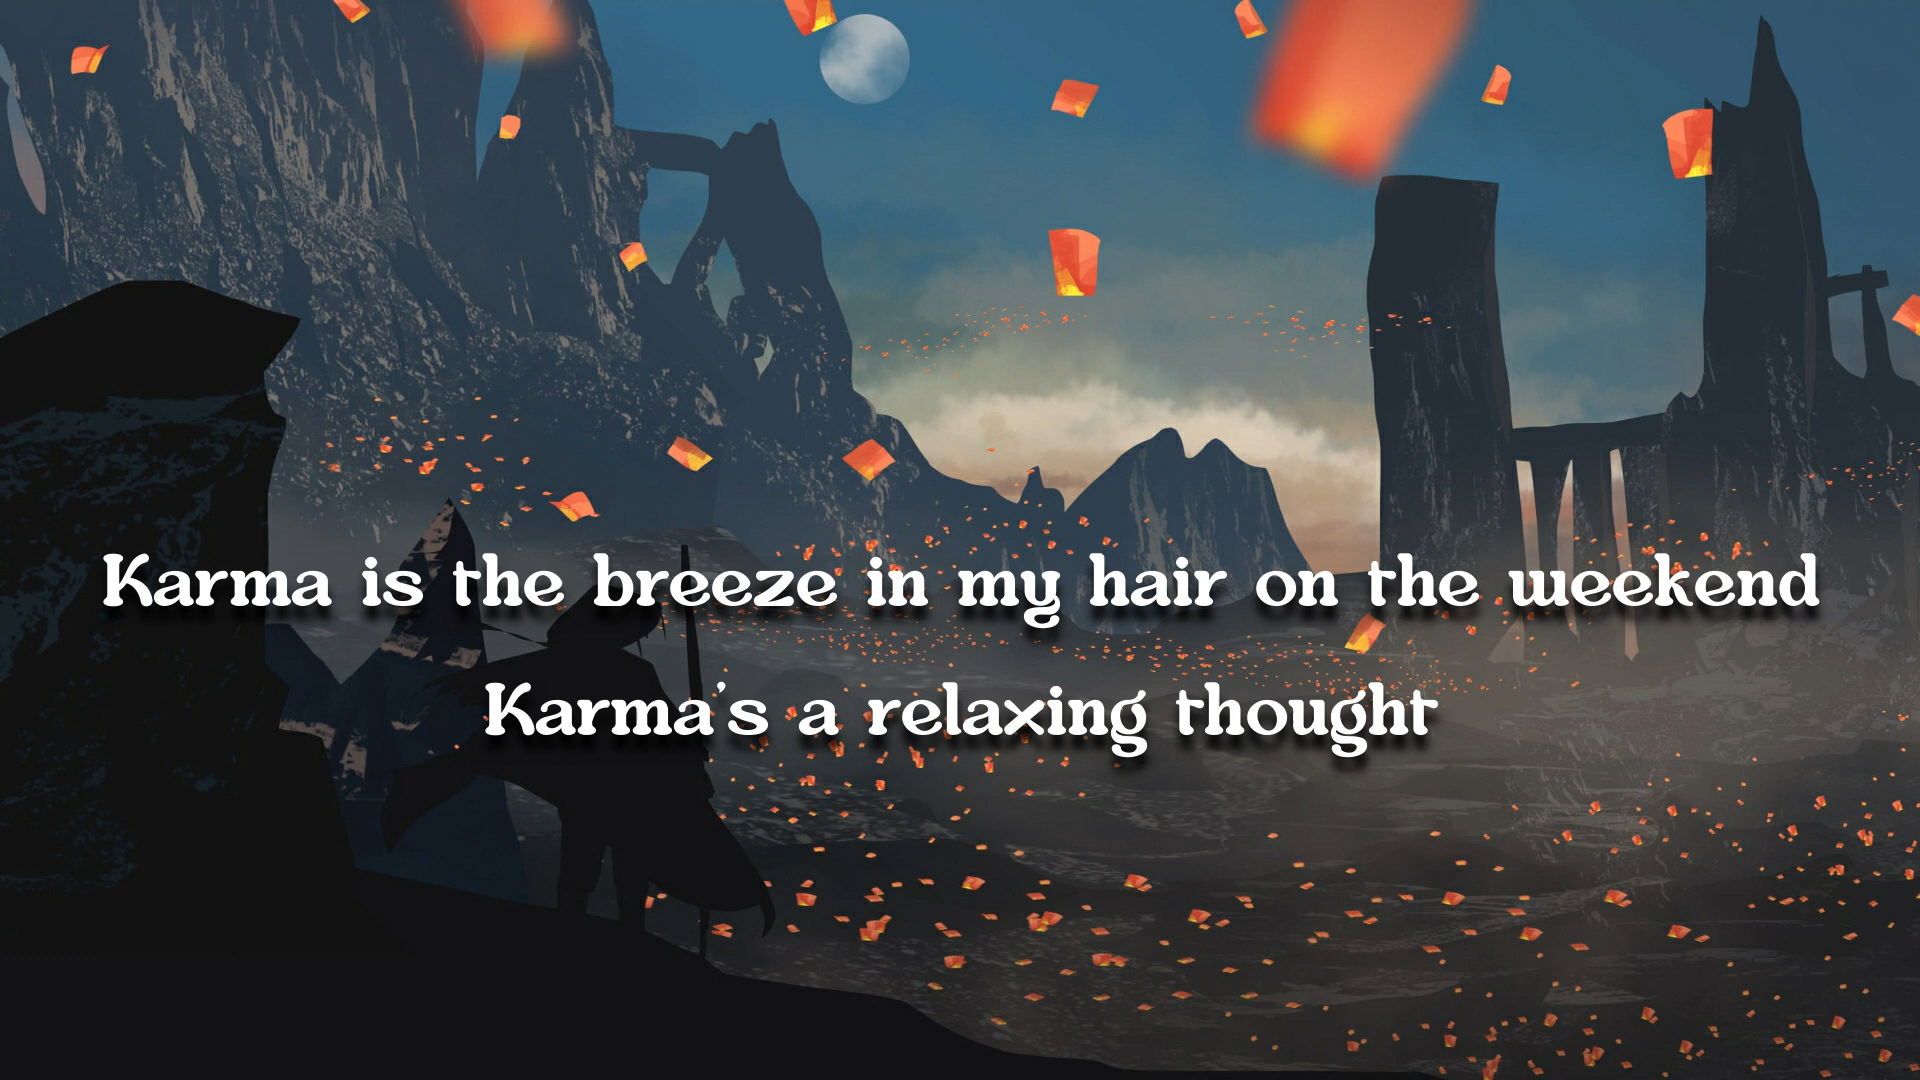 Karma is the breeze in my hair on the weekend
Karma's a relaxing thought